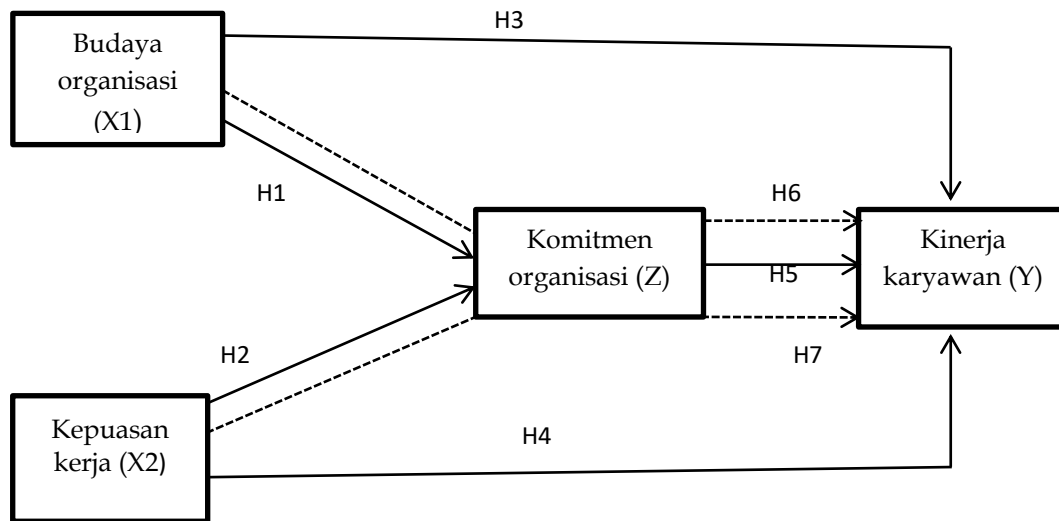 H3
Budaya
organisasi
(X1)
H1
H6
Komitmen
organisasi (Z)
Kinerja
karyawan (Y)
H5
H2
H7
Kepuasan
kerja (X2)
H4